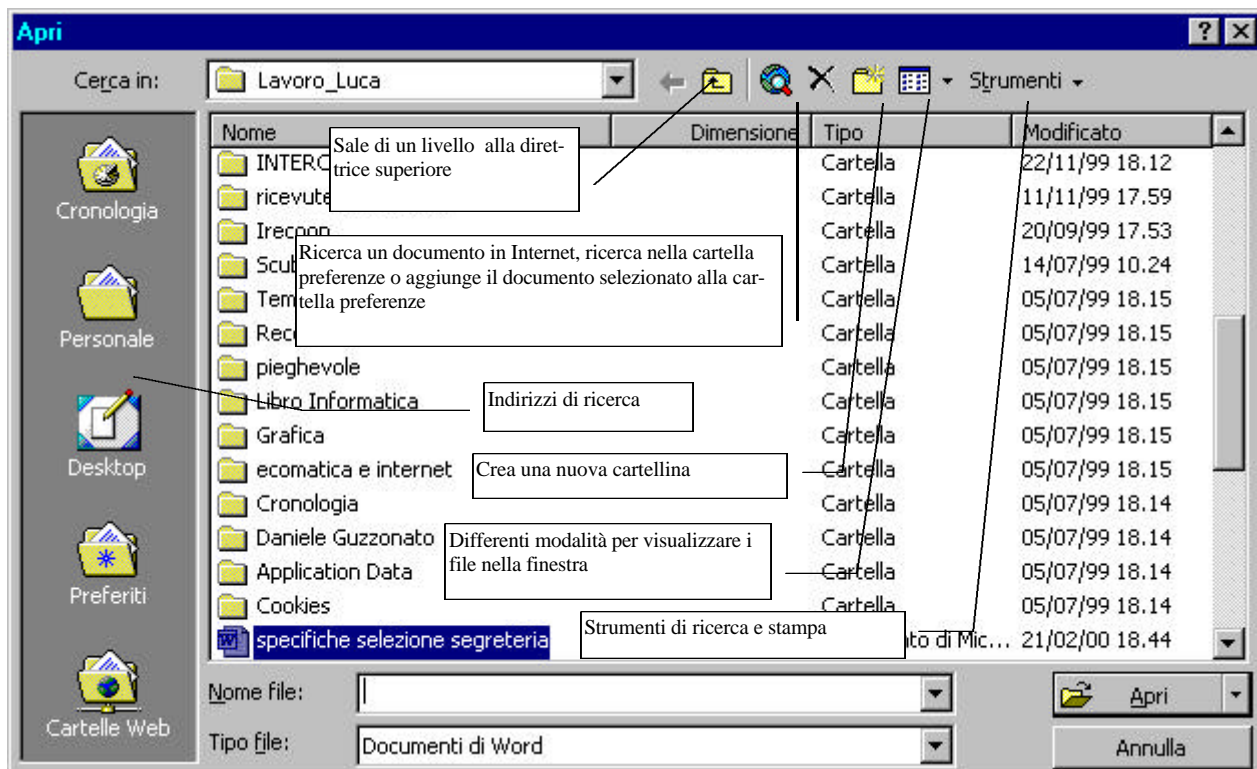 Apri
Cerca in:
Lavoro_Luca
Strumenti
Nome Dimensione Tipo Modificato
Sale di un livello alla diret-
trice superiore
Cartella 22/11/99 18.12
Cartella 11/11/99 17.59
Irecoop Cartella 20/09/99 17.53
Ricerca un documento in Internet, ricerca nella cartella
preferenze o aggiunge il documento selezionato alla car-
tella preferenze
Cartella 14/07/99 10.24
Cartella 05/07/99 18.15
Cartella 05/07/99 18.15
pieghevole Cartella 05/07/99 18.15
Libro Informatica Cartella 05/07/99 18.15
Indirizzi di ricerca
Grafica Cartella 05/07/99 18.15
ecomatica e internet Cartella 05/07/99 18.15
Crea una nuova cartellina
Cronologia Cartella 05/07/99 18.14
Daniele Guzzonato Cartella 05/07/99 18.14
Differenti modalità per visualizzare i
file nella finestra
Application Data Cartella 05/07/99 18.14
Cookies Cartella 05/07/99 18.14
specifiche selezione segreteria
Strumenti di ricerca e stampa
di Mic... 21/02/00 18.44
Cronologia
Personale
Desktop
Preferiti
Cartelle Web
Nome file:
Apri
Tipo file:
Documenti di Word
Annulla